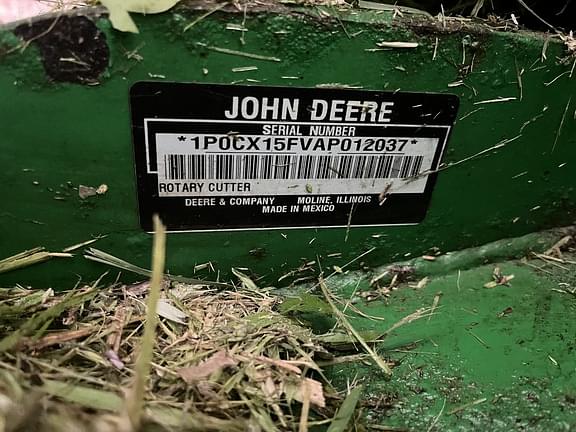 JOHN DEERE
SERIAL NUMBER
*1P0CX15FVAP012037*
ROTARY CUTTER
DEERE & COMPANY MOLINE, ILLINOIS
MADE IN MEXICO